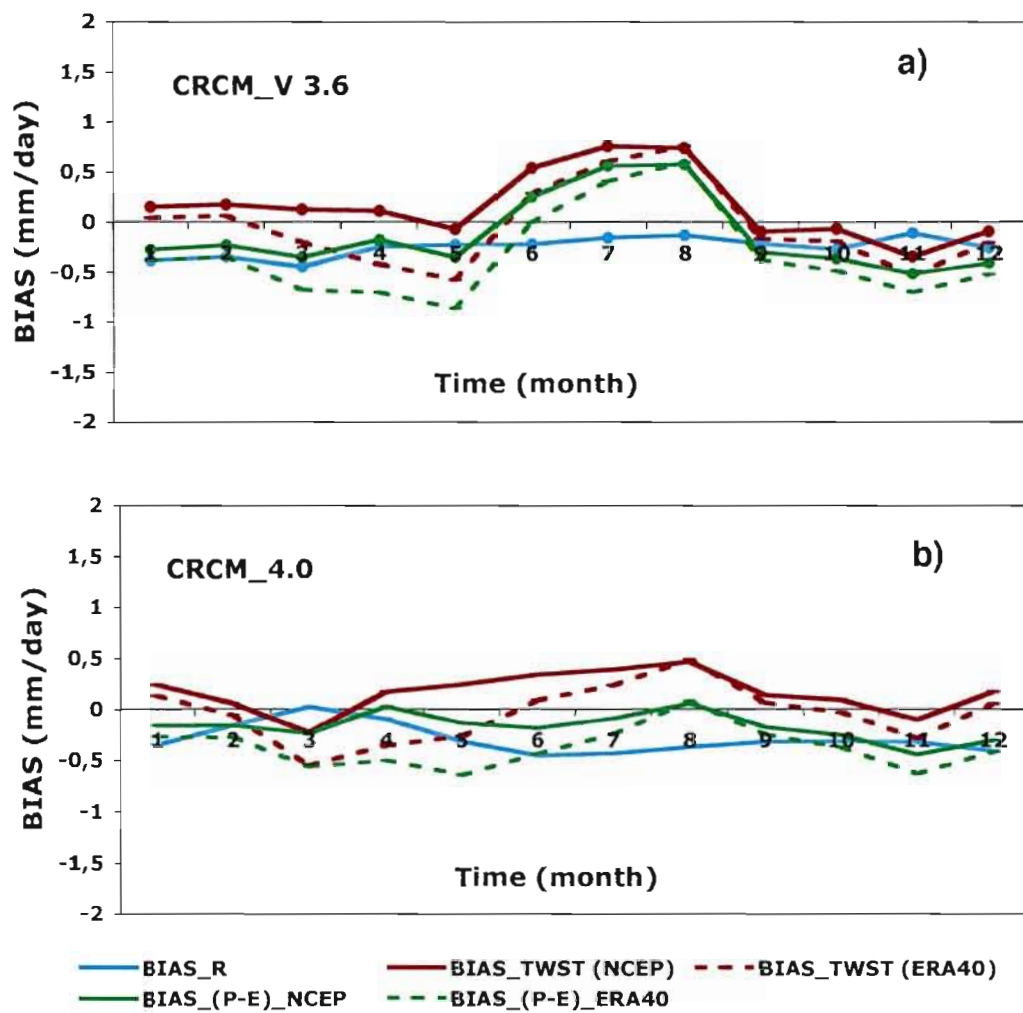 a)
CRCM_V 3.6
BIAS (mm/day)
2
1,5
1
0,5
0
-0,5
-1
-1,5
-2
1 2 3 4 5 6 7 8 9 10 11 12
Time (month)
b)
CRCM_4.0
BIAS (mm/day)
2
1,5
1
0,5
0
-0,5
-1
-1,5
-2
1 2 3 4 5 6 7 8 9 10 11 12
Time (month)
BIAS_R BIAS_TWST (NCEP) BIAS_TWST (ERA40)
BIAS_(P-E)_NCEP BIAS_(P-E)_ERA40